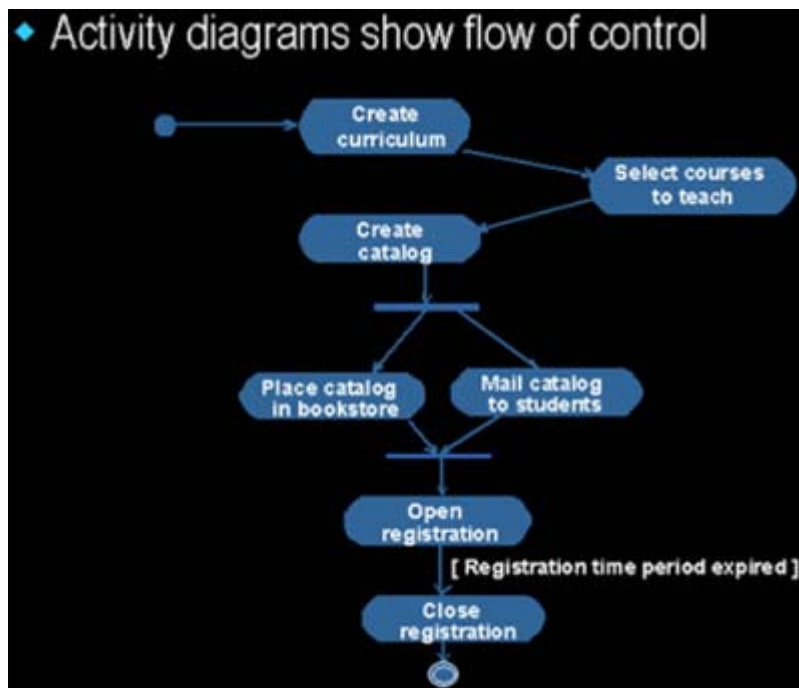 Activity diagrams show flow of control
Create
curriculum
Select courses
to teach
Create
catalog
Place catalog
in bookstore
Mail catalog
to students
Open
registration
[ Registration time period expired ]
Close
registration